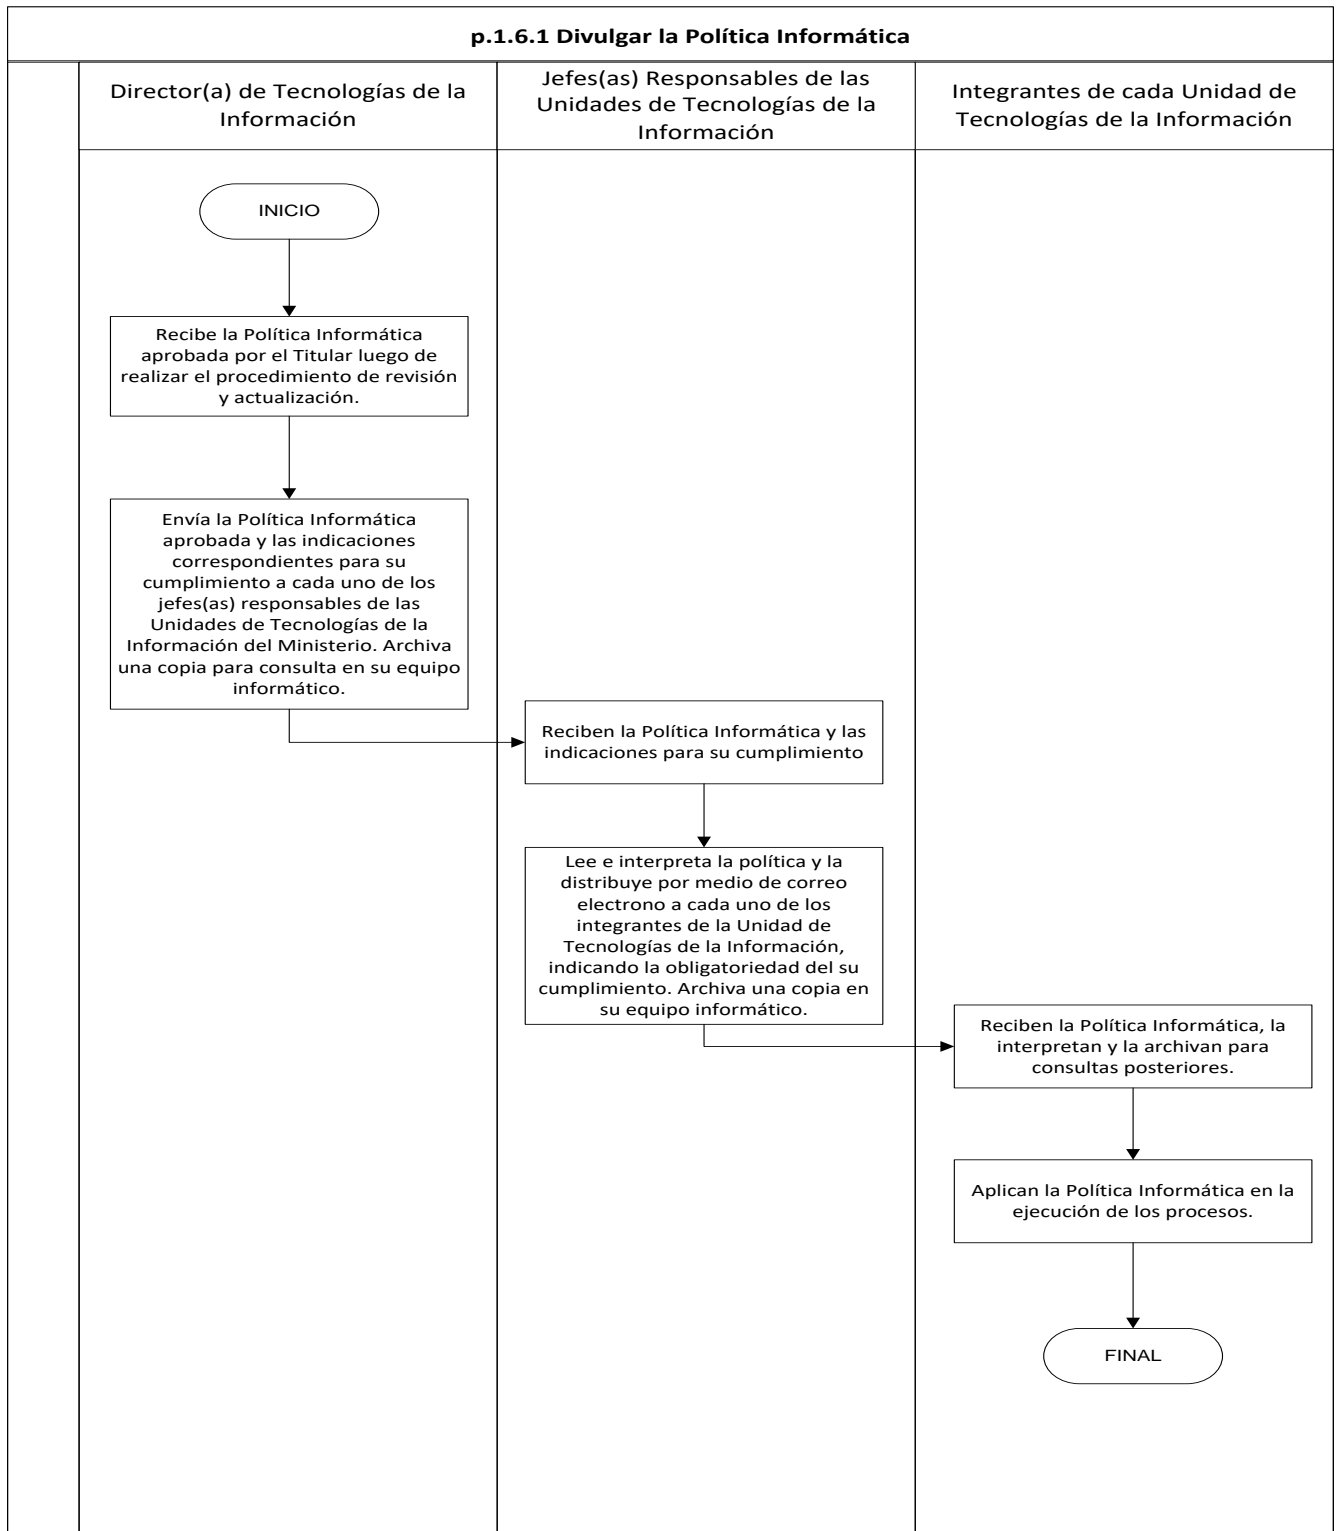 p.1.6.1 Divulgar la Política Informática
Director(a) de Tecnologías de la
Información
Jefes(as) Responsables de las
Unidades de Tecnologías de la
Información
Integrantes de cada Unidad de
Tecnologías de la Información
INICIO
Recibe la Política Informática
aprobada por el Titular luego de
realizar el procedimiento de revisión
y actualización.
Envía la Política Informática
aprobada y las indicaciones
correspondientes para su
cumplimiento a cada uno de los
jefes(as) responsables de las
Unidades de Tecnologías de la
Información del Ministerio. Archiva
una copia para consulta en su equipo
informático.
Reciben la Política Informática y las
indicaciones para su cumplimiento
Lee e interpreta la política y la
distribuye por medio de correo
electrono a cada uno de los
integrantes de la Unidad de
Tecnologías de la Información,
indicando la obligatoriedad del su
cumplimiento. Archiva una copia en
su equipo informático.
Reciben la Política Informática, la
interpretan y la archivan para
consultas posteriores.
Aplican la Política Informática en la
ejecución de los procesos.
FINAL